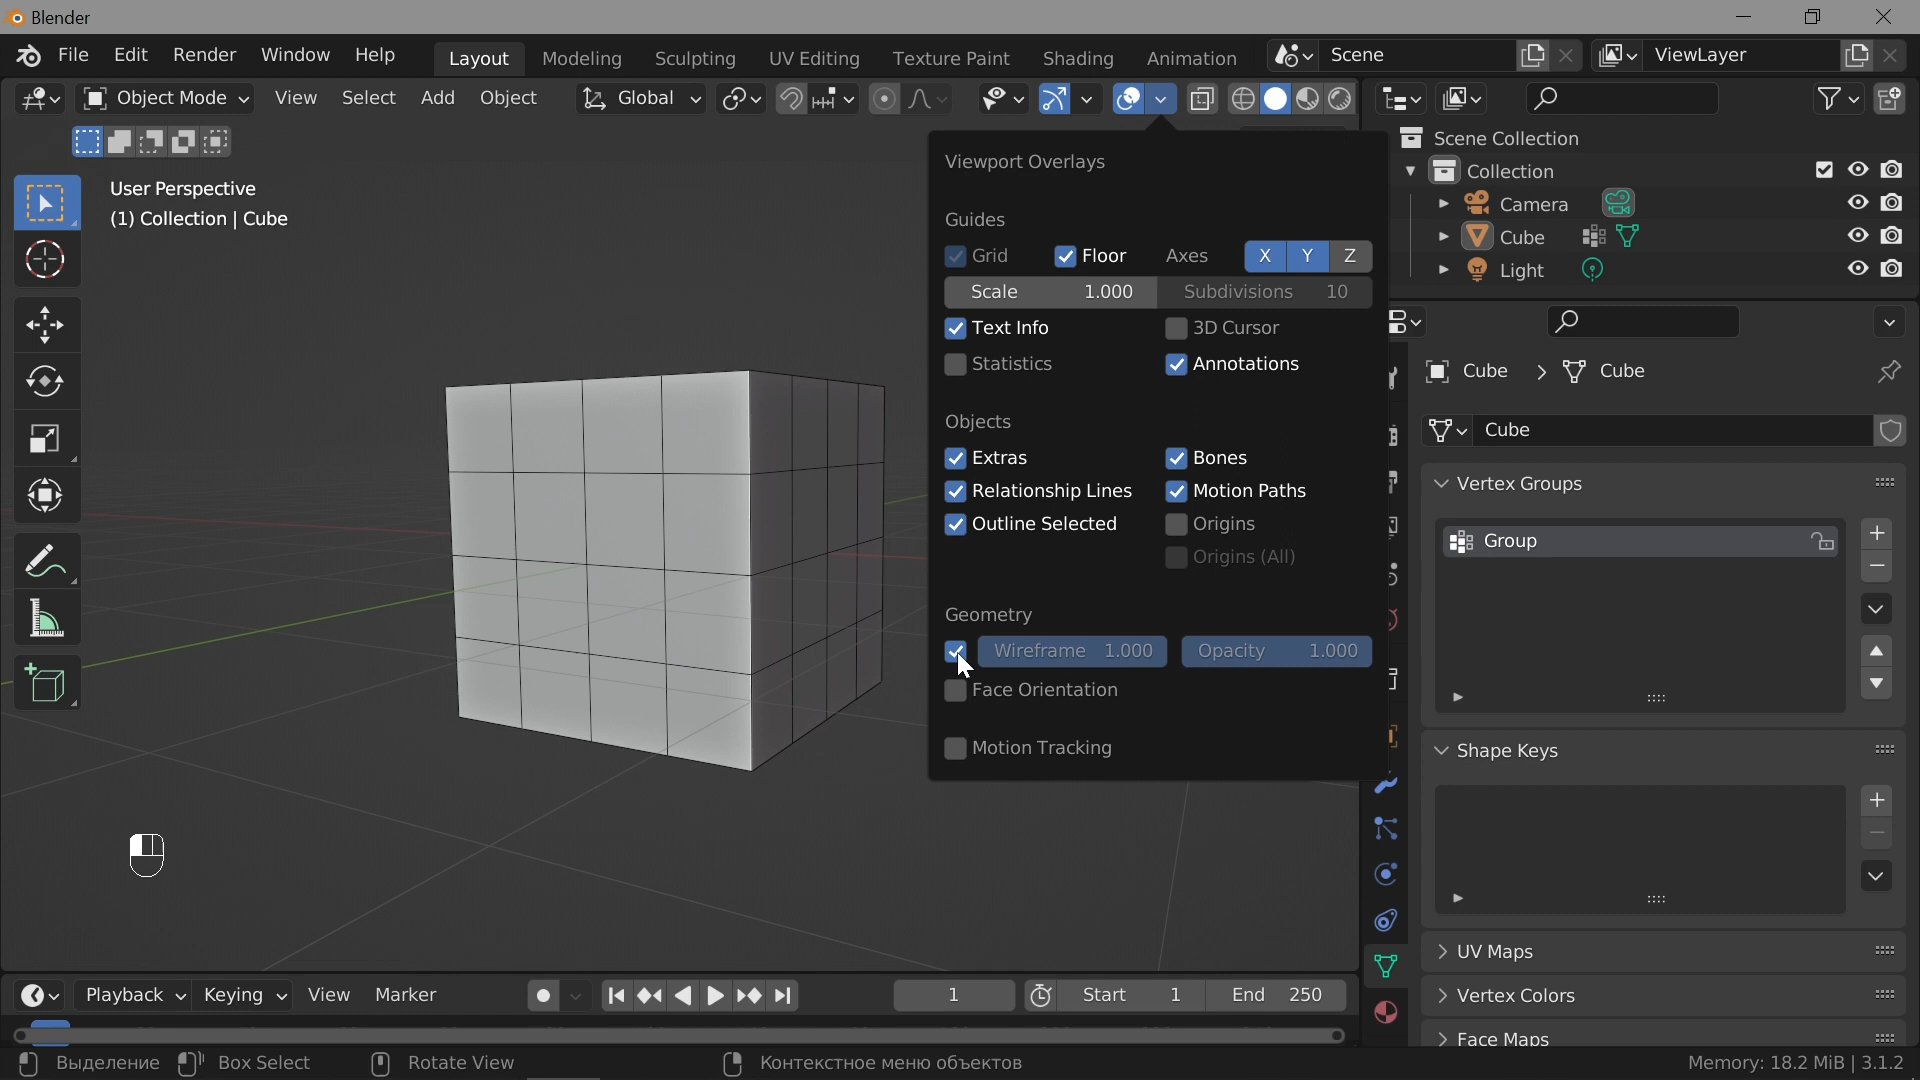 Blender
File Edit Render Window Help Layout Modeling Sculpting UV Editing Texture Paint Shading Animation Scene ViewLayer
Object Mode View Select Add Object Global
User Perspective
(1) Collection | Cube
Viewport Overlays
Guides
Grid Floor Axes X Y Z
Scale 1.000 Subdivisions 10
Text Info 3D Cursor
Statistics Annotations
Objects
Extras Bones
Relationship Lines Motion Paths
Outline Selected Origins
Origins (All)
Geometry
Wireframe 1.000 Opacity 1.000
Face Orientation
Motion Tracking
Scene Collection
Collection
Camera
Cube
Light
Cube > Cube
Cube
Vertex Groups
Group
Shape Keys
UV Maps
Vertex Colors
Face Maps
Playback Keying View Marker 1 Start 1 End 250
Выделение Box Select Rotate View Контекстное меню объектов Memory: 18.2 MiB | 3.1.2